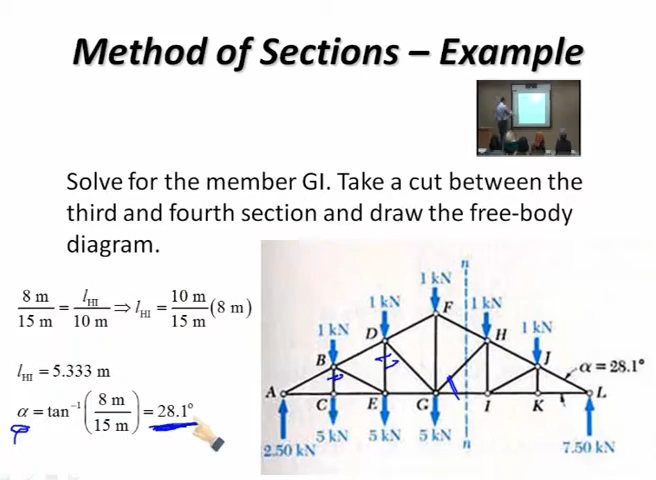 Method of Sections – Example
Solve for the member GI. Take a cut between the
third and fourth section and draw the free-body
diagram.
8 m / 15 m = l_HI / 10 m ⇒ l_HI = 10 m / 15 m (8 m)
l_HI = 5.333 m
α = tan⁻¹ (8 m / 15 m) = 28.1°
n
1 kN
F
1 kN
1 kN
D
H
1 kN
1 kN
B
J
α = 28.1°
A
C
E
G
I
K
L
5 kN
5 kN
5 kN
n
2.50 kN
7.50 kN